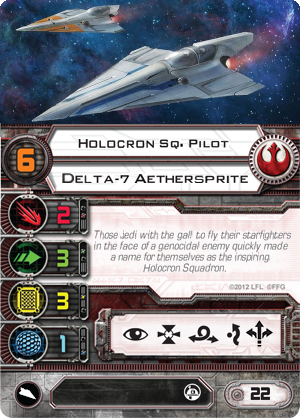 Holocron Sq. Pilot
6
Delta-7 Aethersprite
2
Those Jedi with the gall to fly their starfighters
in the face of a genocidal enemy quickly made
a name for themselves as the inspiring
Holocron Squadron.
3
©2012 LFL ©FFG
3
1
22